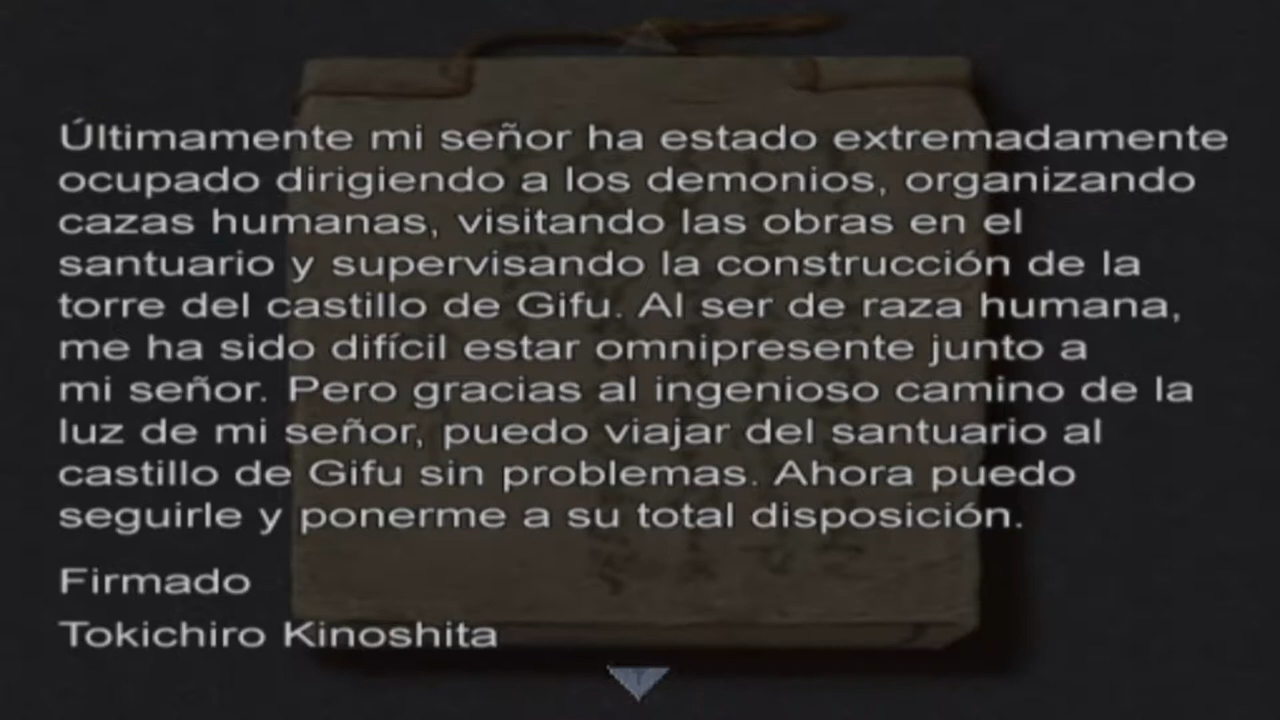 Últimamente mi señor ha estado extremadamente
ocupado dirigiendo a los demonios, organizando
cazas humanas, visitando las obras en el
santuario y supervisando la construcción de la
torre del castillo de Gifu. Al ser de raza humana,
me ha sido difícil estar omnipresente junto a
mi señor. Pero gracias al ingenioso camino de la
luz de mi señor, puedo viajar del santuario al
castillo de Gifu sin problemas. Ahora puedo
seguirle y ponerme a su total disposición.
Firmado
Tokichiro Kinoshita